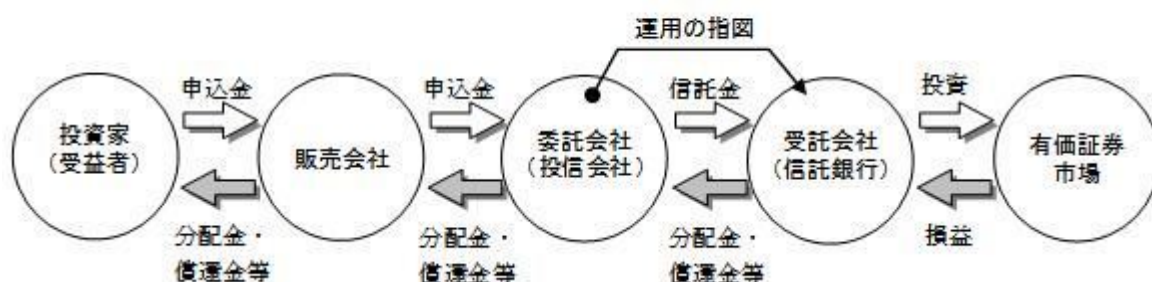 運用の指図
申込金
申込金
信託金
投資
投資家
(受益者)
販売会社
委託会社
(投信会社)
受託会社
(信託銀行)
有価証券
市場
分配金・
償還金等
分配金・
償還金等
分配金・
償還金等
損益